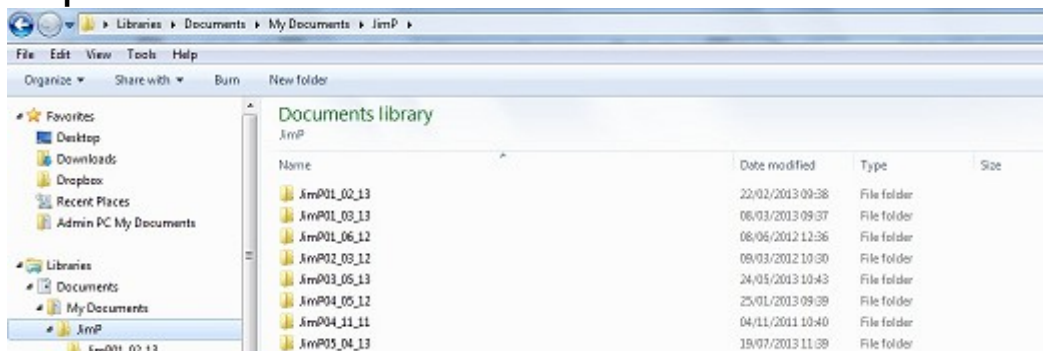 Libraries ▸ Documents ▸ My Documents ▸ JimP ▸
File Edit View Tools Help
Organize Share with Burn New folder
Favorites
Desktop
Downloads
Dropbox
Recent Places
Admin PC My Documents
Libraries
Documents
My Documents
JimP
JimP01_02_13
Documents library
JimP
Name Date modified Type Size
JimP01_02_13 22/02/2013 09:38 File folder
JimP01_03_13 08/03/2013 09:37 File folder
JimP01_06_12 08/06/2012 12:36 File folder
JimP02_03_12 09/03/2012 10:30 File folder
JimP03_05_13 24/05/2013 10:43 File folder
JimP04_05_12 25/01/2013 09:39 File folder
JimP04_11_11 04/11/2011 10:40 File folder
JimP05_04_13 19/07/2013 11:39 File folder